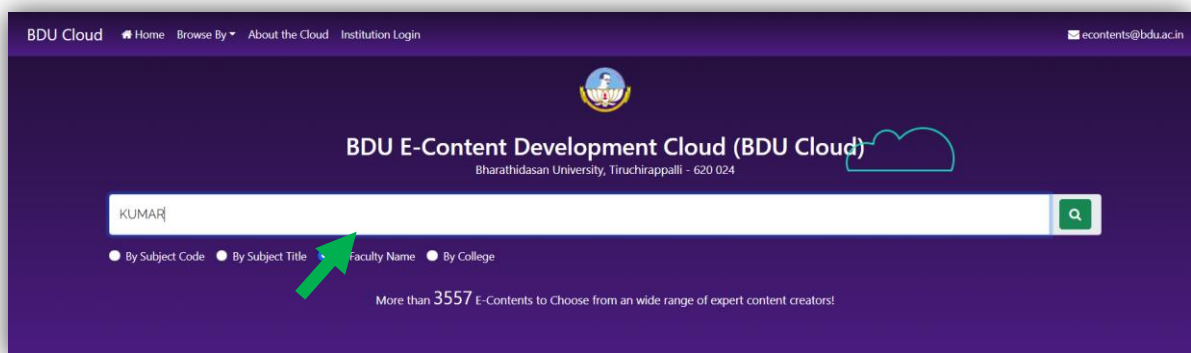 BDU Cloud Home Browse By About the Cloud Institution Login econtents@bdu.ac.in
BDU E-Content Development Cloud (BDU Cloud)
Bharathidasan University, Tiruchirappalli - 620 024
KUMAR
By Subject Code By Subject Title Faculty Name By College
More than 3557 E-Contents to Choose from an wide range of expert content creators!